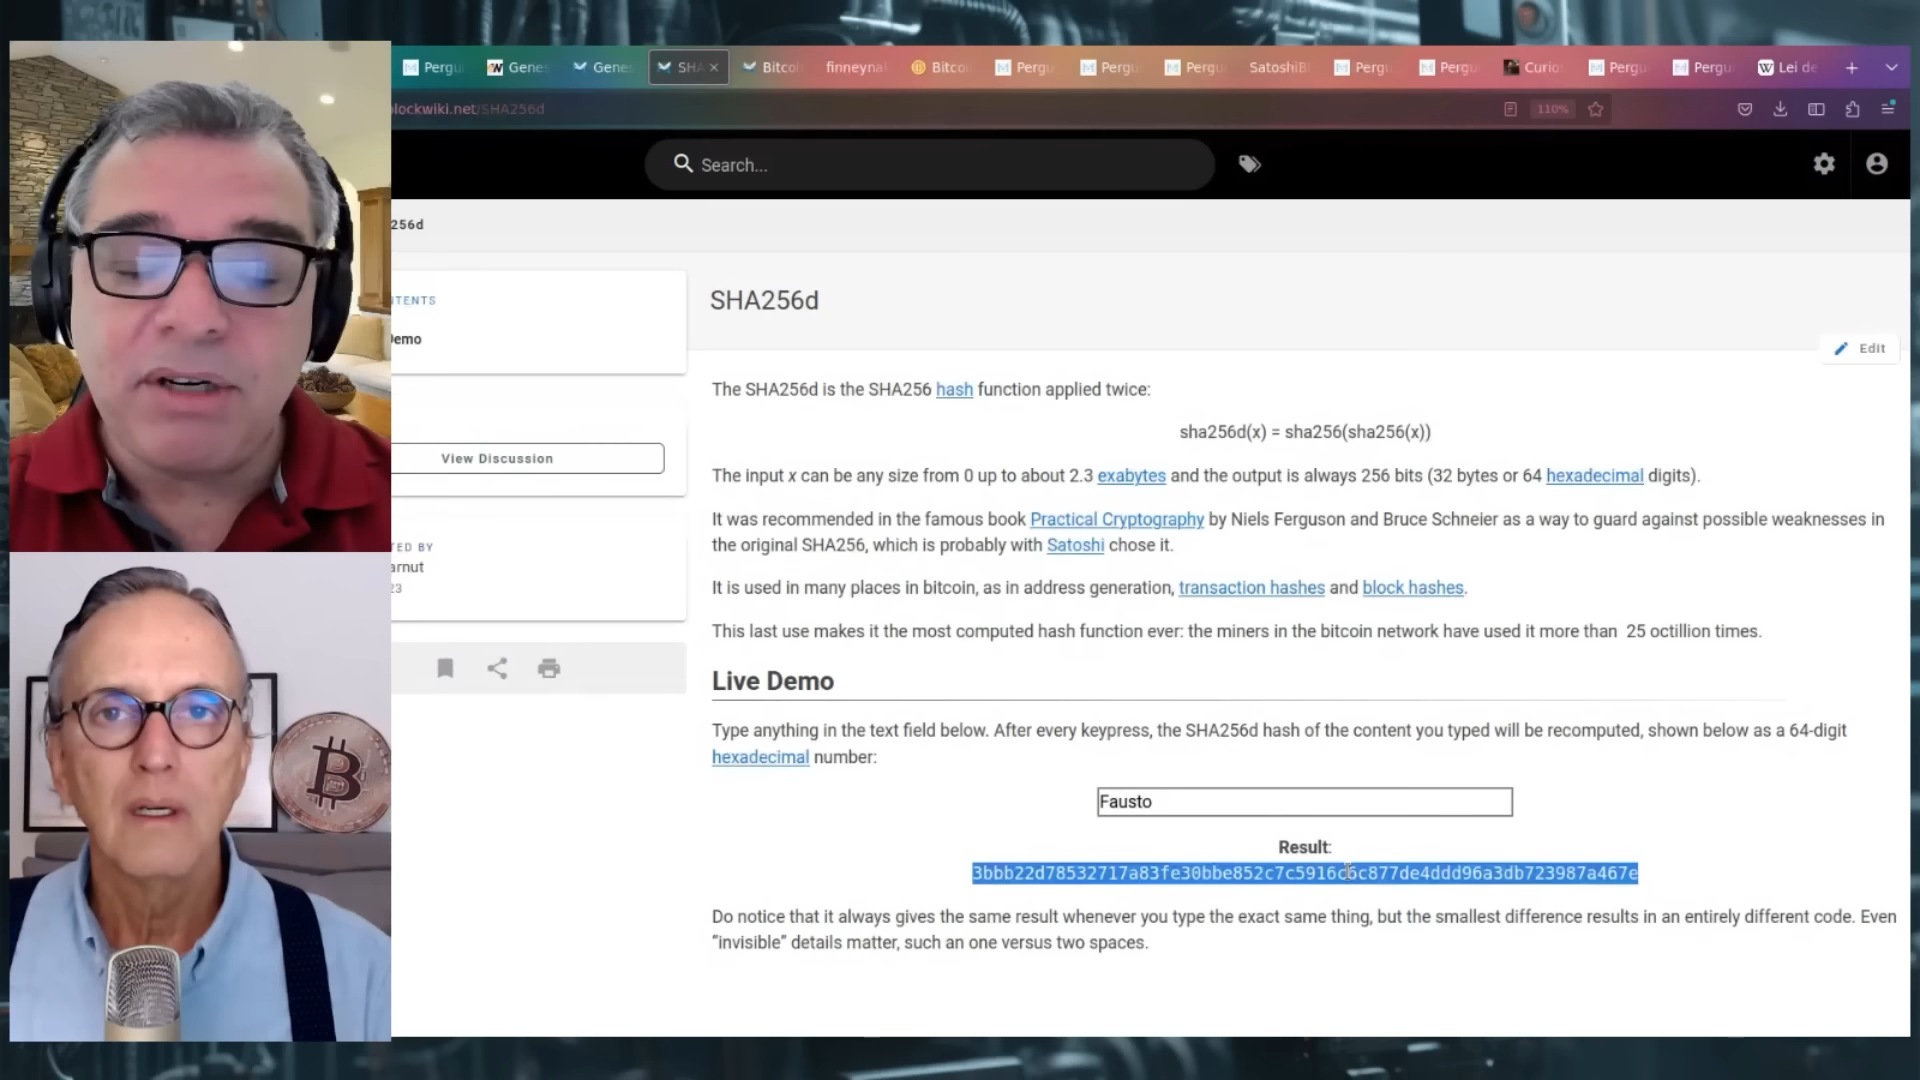 Pergu
Genes
Genes
SHA
Bitco
finneyna
Bitco
Pergu
Pergu
Pergu
SatoshiB
Pergu
Pergu
Curio
Pergu
Pergu
Lei de
lockwiki.net/SHA256d
110%
Search...
256d
NTENTS
Demo
View Discussion
TED BY
arnut
23
SHA256d
Edit
The SHA256d is the SHA256 hash function applied twice:
sha256d(x) = sha256(sha256(x))
The input x can be any size from 0 up to about 2.3 exabytes and the output is always 256 bits (32 bytes or 64 hexadecimal digits).
It was recommended in the famous book Practical Cryptography by Niels Ferguson and Bruce Schneier as a way to guard against possible weaknesses in
the original SHA256, which is probably with Satoshi chose it.
It is used in many places in bitcoin, as in address generation, transaction hashes and block hashes.
This last use makes it the most computed hash function ever: the miners in the bitcoin network have used it more than 25 octillion times.
Live Demo
Type anything in the text field below. After every keypress, the SHA256d hash of the content you typed will be recomputed, shown below as a 64-digit
hexadecimal number:
Fausto
Result:
3bbb22d78532717a83fe30bbe852c7c5916c6c877de4ddd96a3db723987a467e
Do notice that it always gives the same result whenever you type the exact same thing, but the smallest difference results in an entirely different code. Even
"invisible" details matter, such an one versus two spaces.